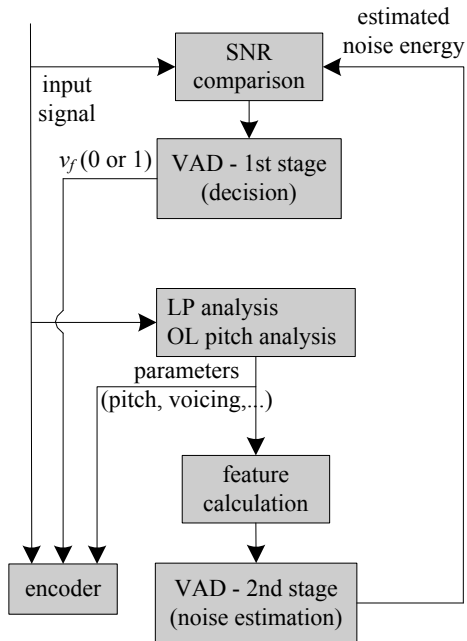 estimated
noise energy
SNR
comparison
input
signal
v_f (0 or 1)
VAD - 1st stage
(decision)
LP analysis
OL pitch analysis
parameters
(pitch, voicing,...)
feature
calculation
encoder
VAD - 2nd stage
(noise estimation)